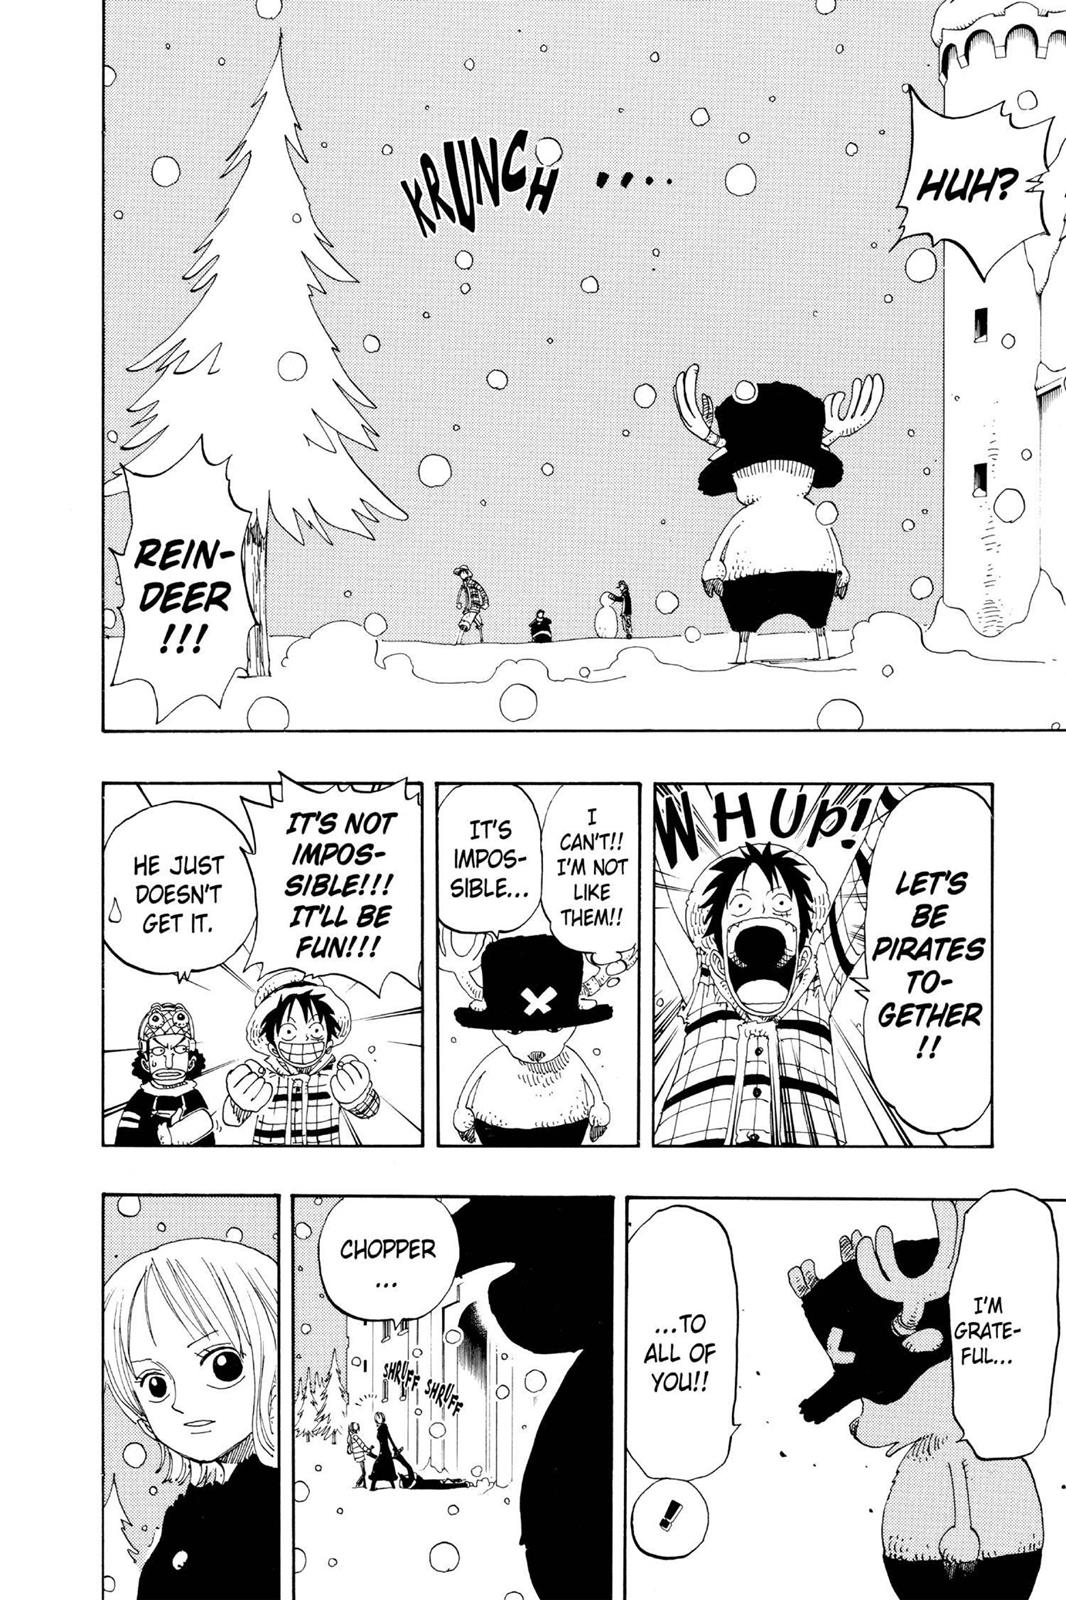 HUH?
KRUNCH ....
REIN-
DEER
!!!
LET'S
BE
PIRATES
TO-
GETHER
!!
WHUP!
I
CAN'T!!
I'M NOT
LIKE
THEM!!
IT'S
IMPOS-
SIBLE...
IT'S NOT
IMPOS-
SIBLE!!!
IT'LL BE
FUN!!!
HE JUST
DOESN'T
GET IT.
I'M
GRATE-
FUL...
...TO
ALL OF
YOU!!
!
CHOPPER
...
SHRUFF SHRUFF